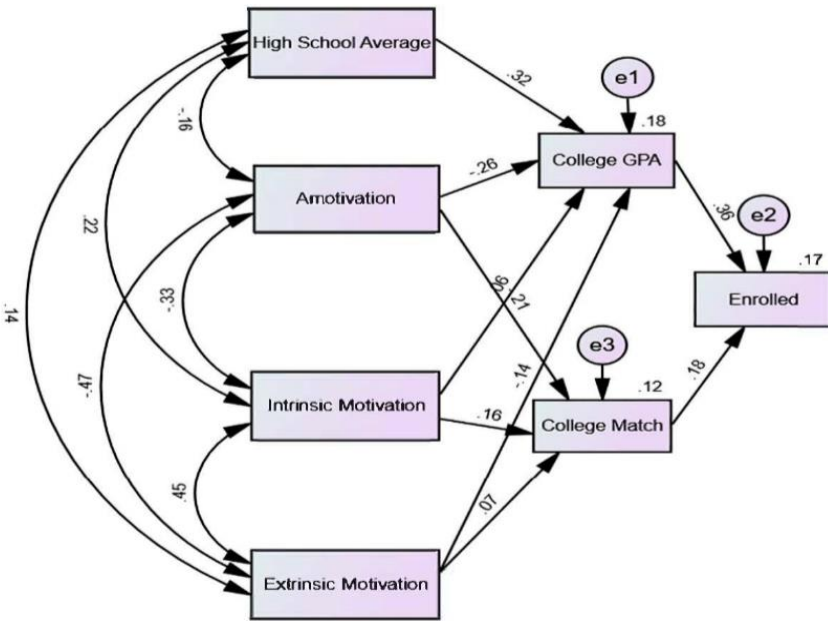 High School Average
.32
e1
.18
College GPA
-.16
-.26
Amotivation
.36
e2
.22
.17
Enrolled
.14
-.33
.06
.21
e3
-.47
-.14
.12
.18
Intrinsic Motivation
.16
College Match
.45
.07
Extrinsic Motivation